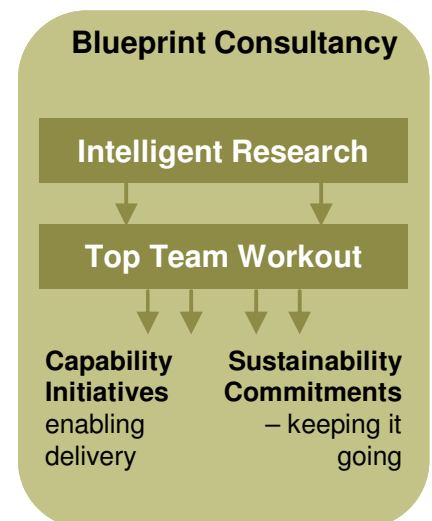 Blueprint Consultancy
Intelligent Research
Top Team Workout
Capability
Initiatives
enabling
delivery
Sustainability
Commitments
– keeping it
going